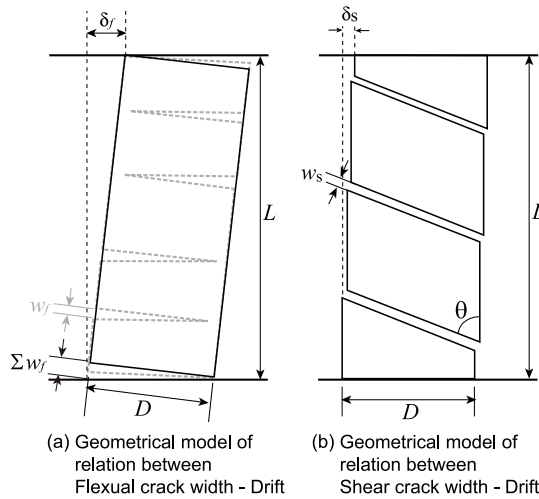 δf
δs
L
ws
L
wf
θ
Σwf
D
D
(a) Geometrical model of
relation between
Flexual crack width - Drift
(b) Geometrical model of
relation between
Shear crack width - Drift